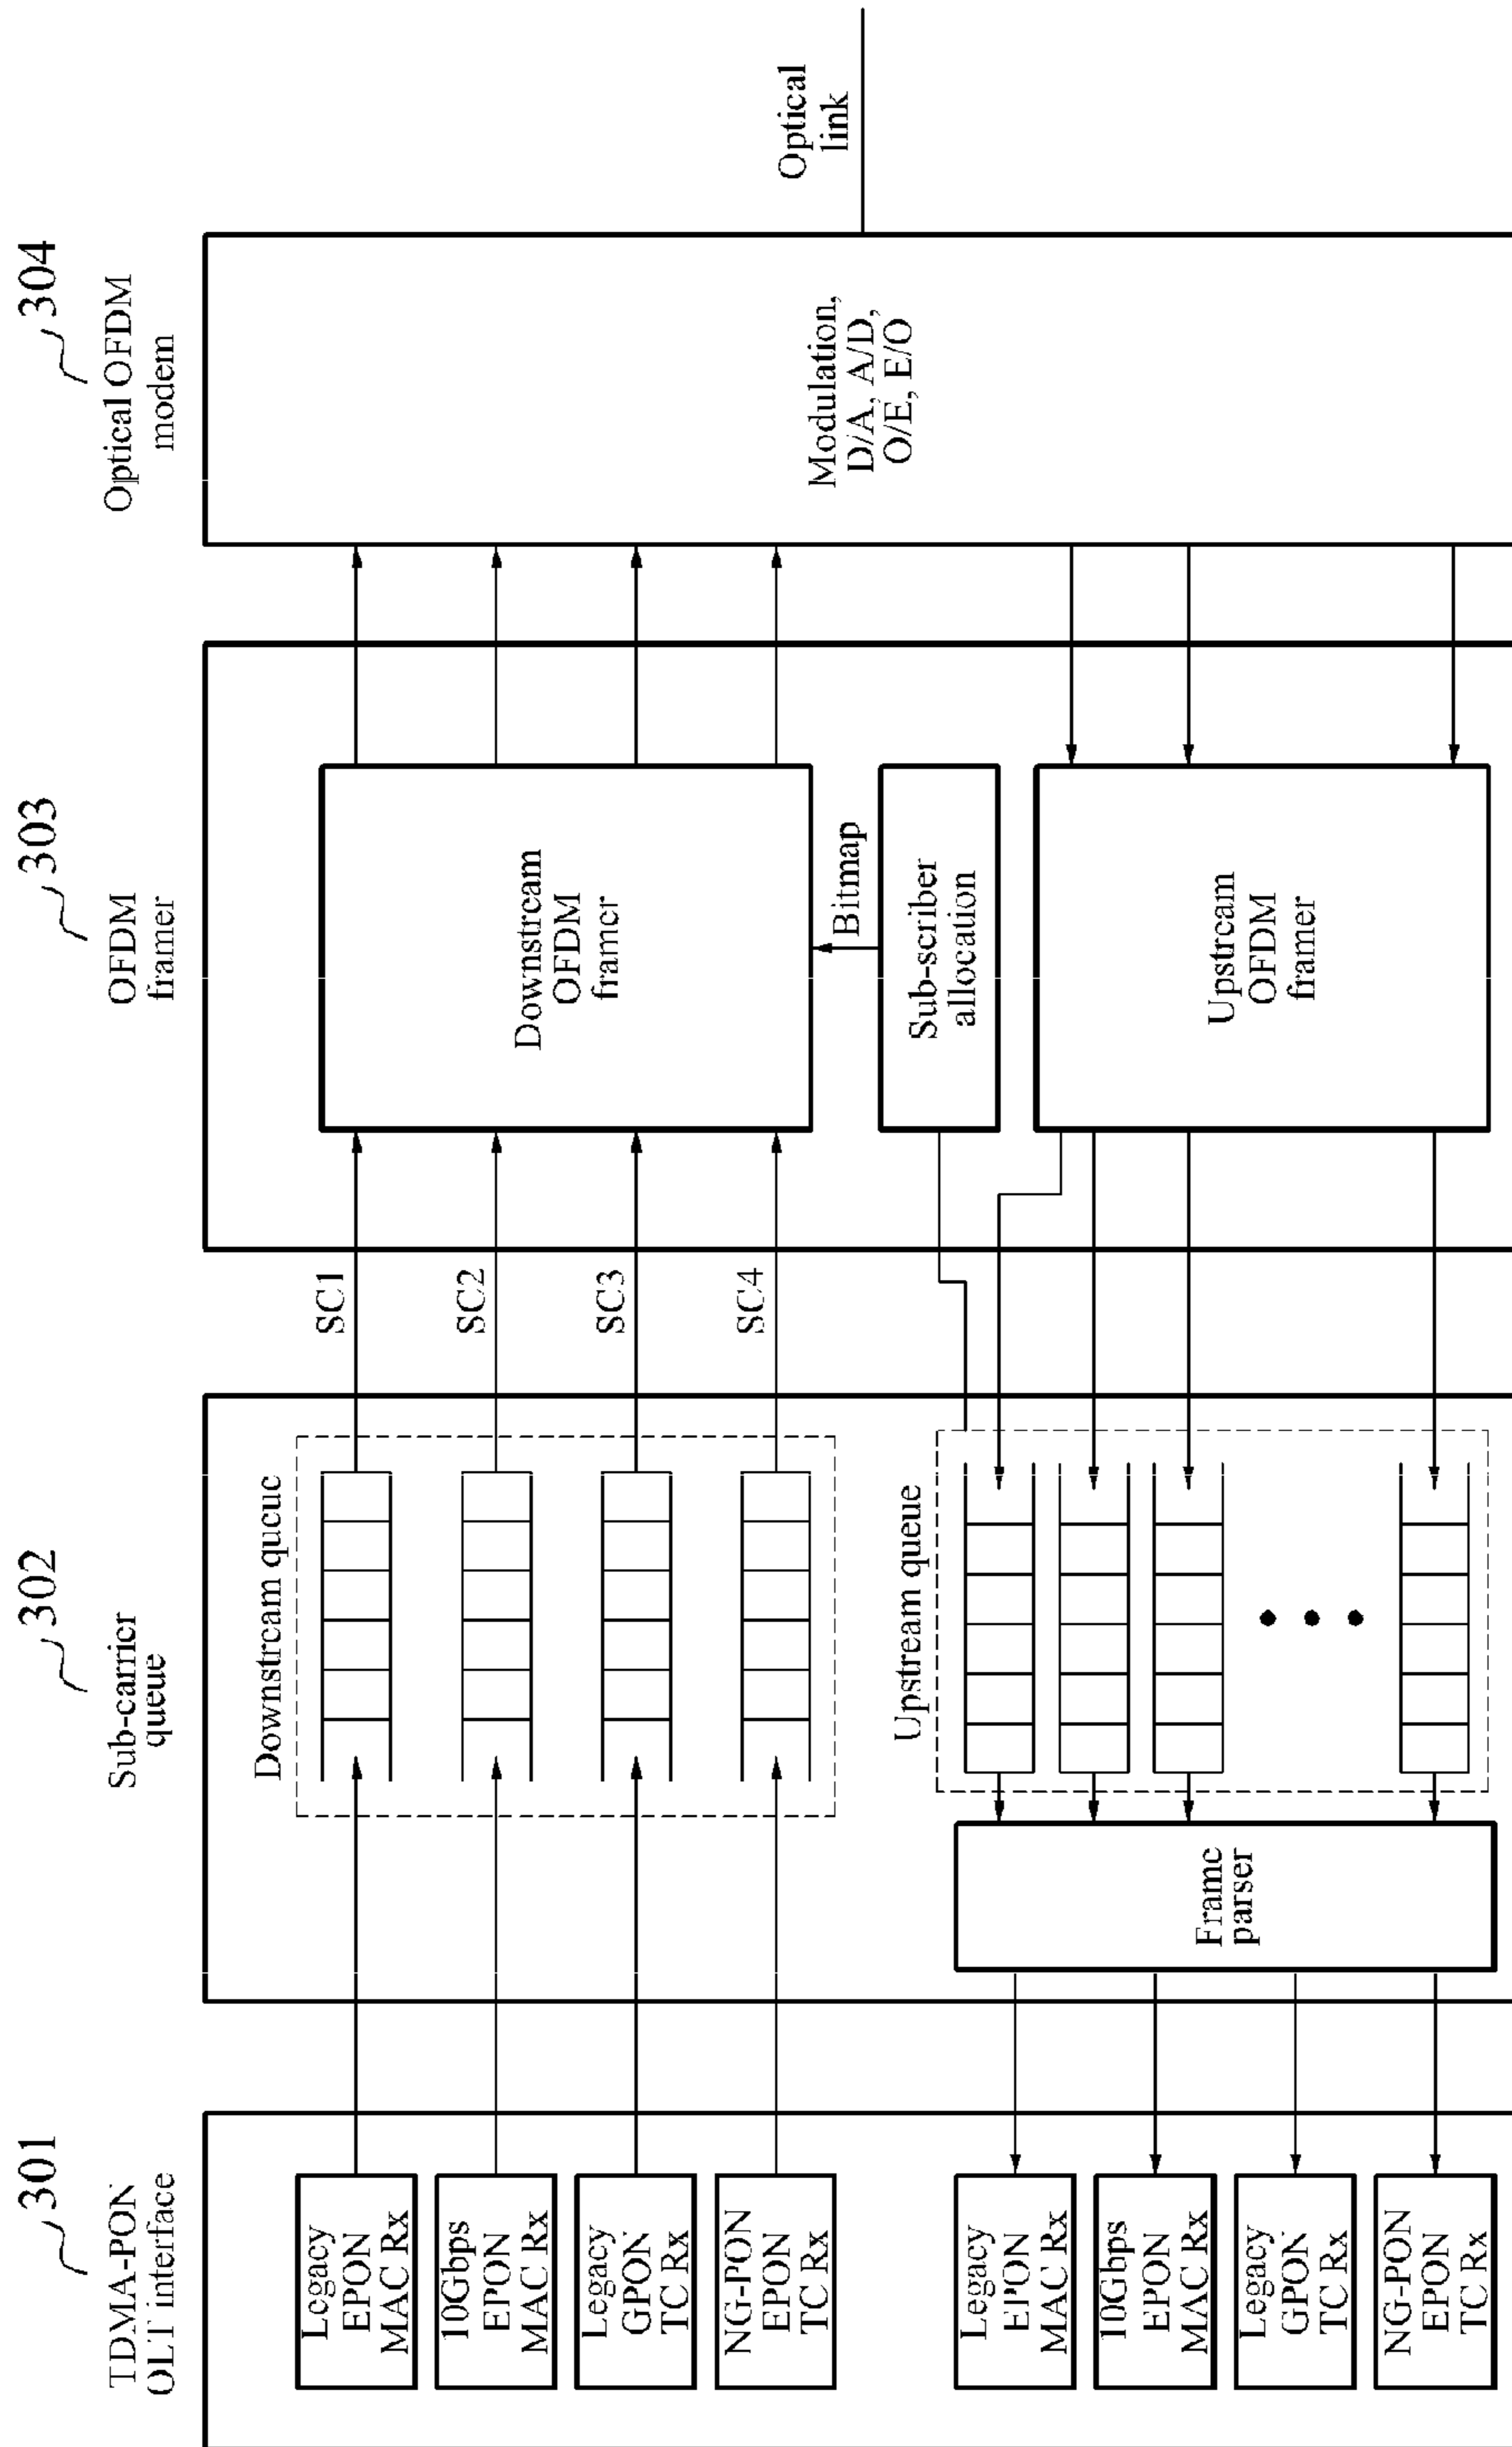 301
TDMA-PON
OLT interface
302
Sub-carrier
queue
303
OFDM
framer
304
Optical OFDM
modem
Legacy
EPON
MAC Rx
10Gbps
EPON
MAC Rx
Legacy
GPON
TC Rx
NG-PON
EPON
TC Rx
Legacy
EPON
MAC Rx
10Gbps
EPON
MAC Rx
Legacy
GPON
TC Rx
NG-PON
EPON
TC Rx
Downstream queue
Upstream queue
Frame
parser
SC1
SC2
SC3
SC4
Downstream
OFDM
framer
Bitmap
Sub-scriber
allocation
Upstream
OFDM
framer
Modulation,
D/A, A/D,
O/E, E/O
Optical
link